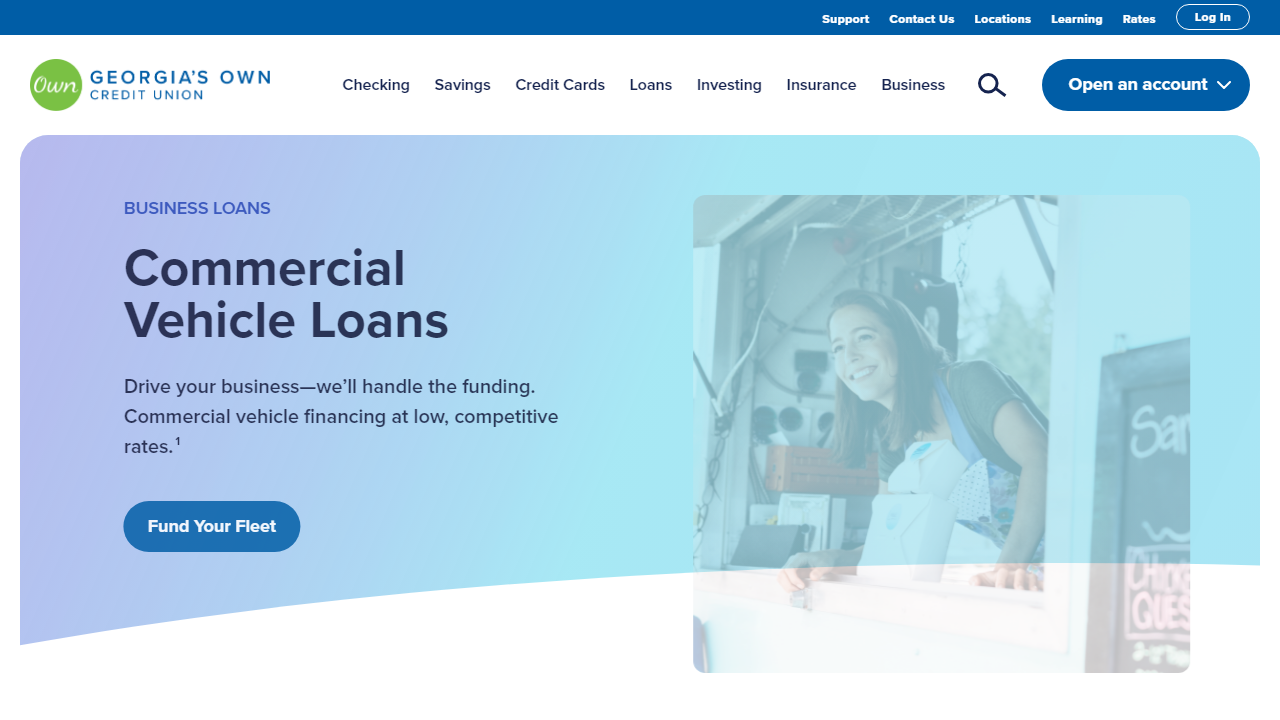 Support Contact Us Locations Learning Rates Log In
Own GEORGIA'S OWN
CREDIT UNION
Checking Savings Credit Cards Loans Investing Insurance Business Open an account
BUSINESS LOANS
Commercial
Vehicle Loans
Drive your business—we'll handle the funding.
Commercial vehicle financing at low, competitive
rates.¹
Fund Your Fleet